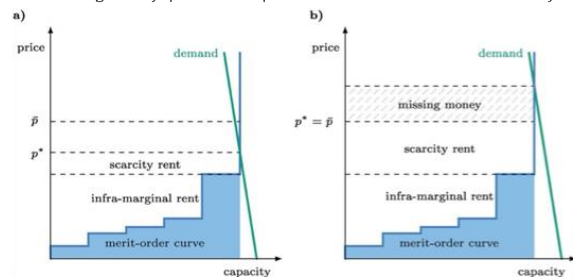 a)
price
demand
p̄
p*
scarcity rent
infra-marginal rent
merit-order curve
capacity
b)
price
demand
missing money
p* = p̄
scarcity rent
infra-marginal rent
merit-order curve
capacity